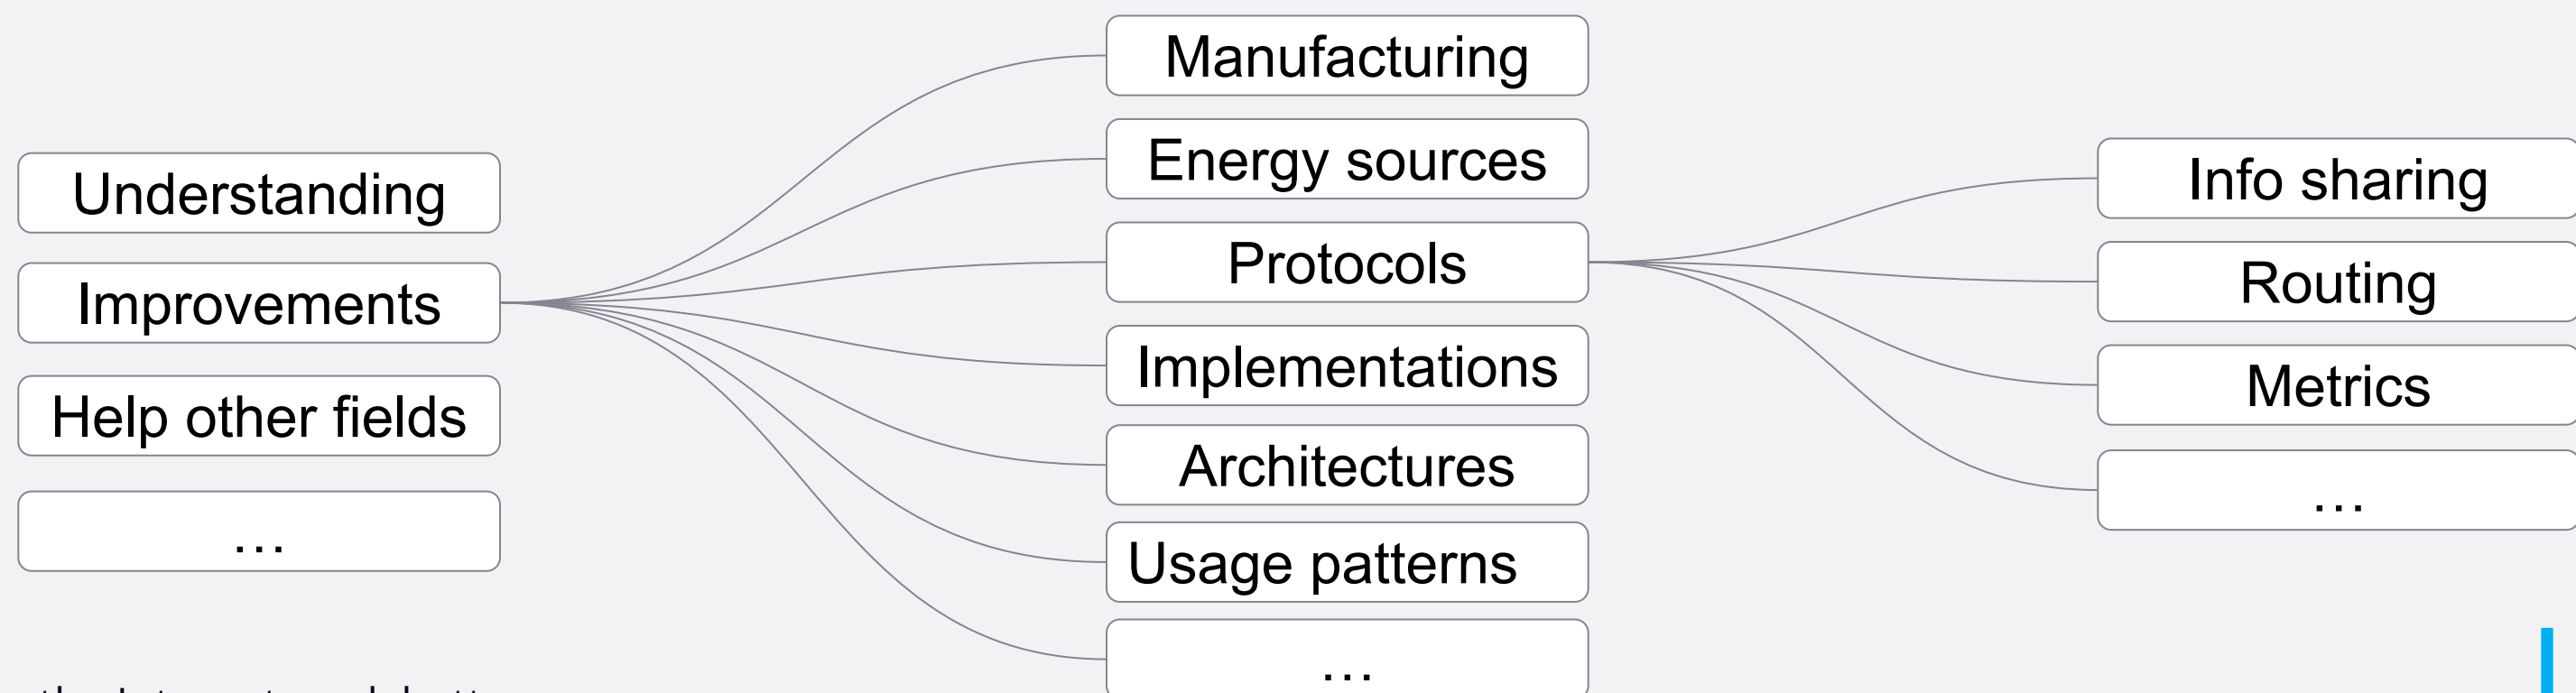 Understanding
Improvements
Help other fields
…
Manufacturing
Energy sources
Protocols
Implementations
Architectures
Usage patterns
…
Info sharing
Routing
Metrics
…